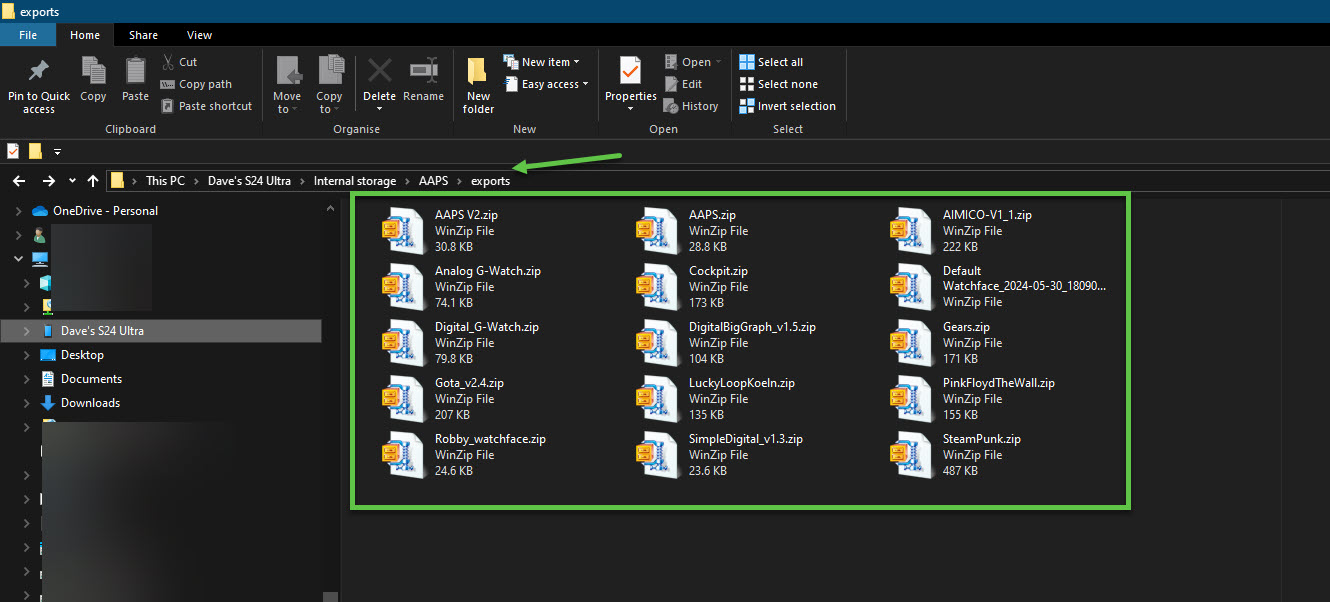 exports
File Home Share View
Pin to Quick access
Copy
Paste
Cut
Copy path
Paste shortcut
Clipboard
Move to
Copy to
Delete
Rename
Organise
New folder
New item
Easy access
New
Properties
Open
Edit
History
Open
Select all
Select none
Invert selection
Select
This PC > Dave's S24 Ultra > Internal storage > AAPS > exports
OneDrive - Personal
Dave's S24 Ultra
Desktop
Documents
Downloads
AAPS V2.zip
WinZip File
30.8 KB
AAPS.zip
WinZip File
28.8 KB
AIMICO-V1_1.zip
WinZip File
222 KB
Analog G-Watch.zip
WinZip File
74.1 KB
Cockpit.zip
WinZip File
173 KB
Default
Watchface_2024-05-30_18090...
WinZip File
Digital_G-Watch.zip
WinZip File
79.8 KB
DigitalBigGraph_v1.5.zip
WinZip File
104 KB
Gears.zip
WinZip File
171 KB
Gota_v2.4.zip
WinZip File
207 KB
LuckyLoopKoeln.zip
WinZip File
135 KB
PinkFloydTheWall.zip
WinZip File
155 KB
Robby_watchface.zip
WinZip File
24.6 KB
SimpleDigital_v1.3.zip
WinZip File
23.6 KB
SteamPunk.zip
WinZip File
487 KB